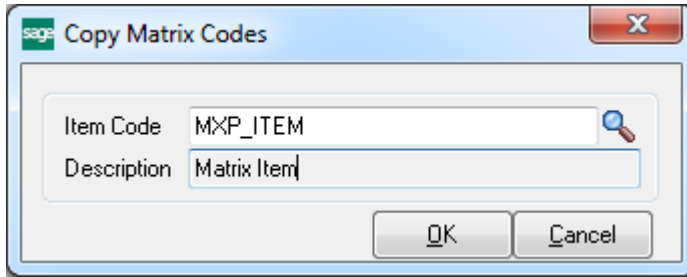 sage Copy Matrix Codes
Item Code MXP_ITEM
Description Matrix Item
OK Cancel